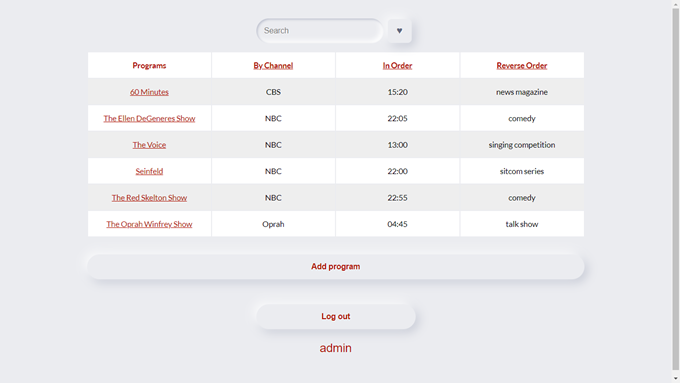 Search ♥
Programs By Channel In Order Reverse Order
60 Minutes CBS 15:20 news magazine
The Ellen DeGeneres Show NBC 22:05 comedy
The Voice NBC 13:00 singing competition
Seinfeld NBC 22:00 sitcom series
The Red Skelton Show NBC 22:55 comedy
The Oprah Winfrey Show Oprah 04:45 talk show
Add program
Log out
admin